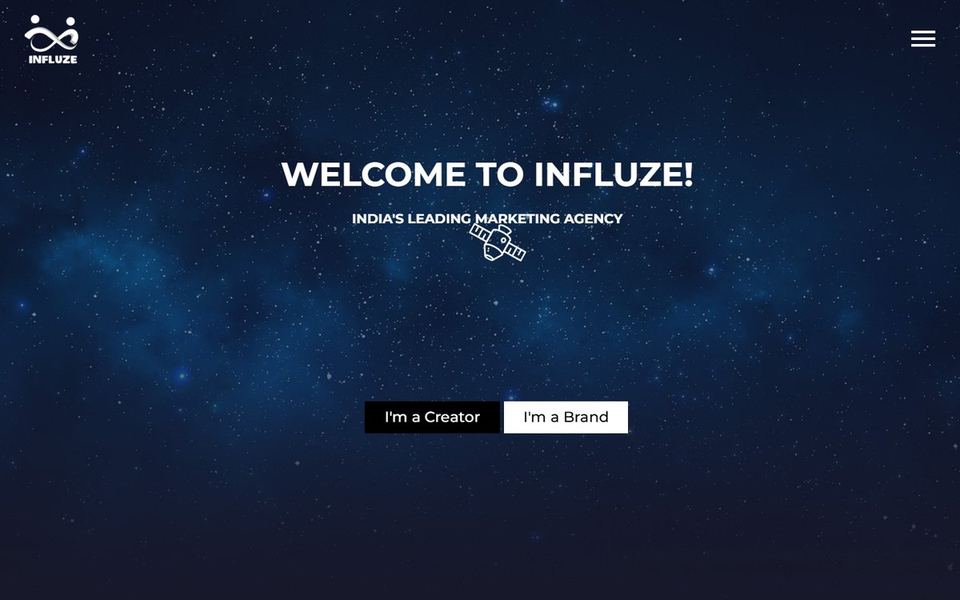 INFLUZE
WELCOME TO INFLUZE!
INDIA'S LEADING MARKETING AGENCY
I'm a Creator
I'm a Brand